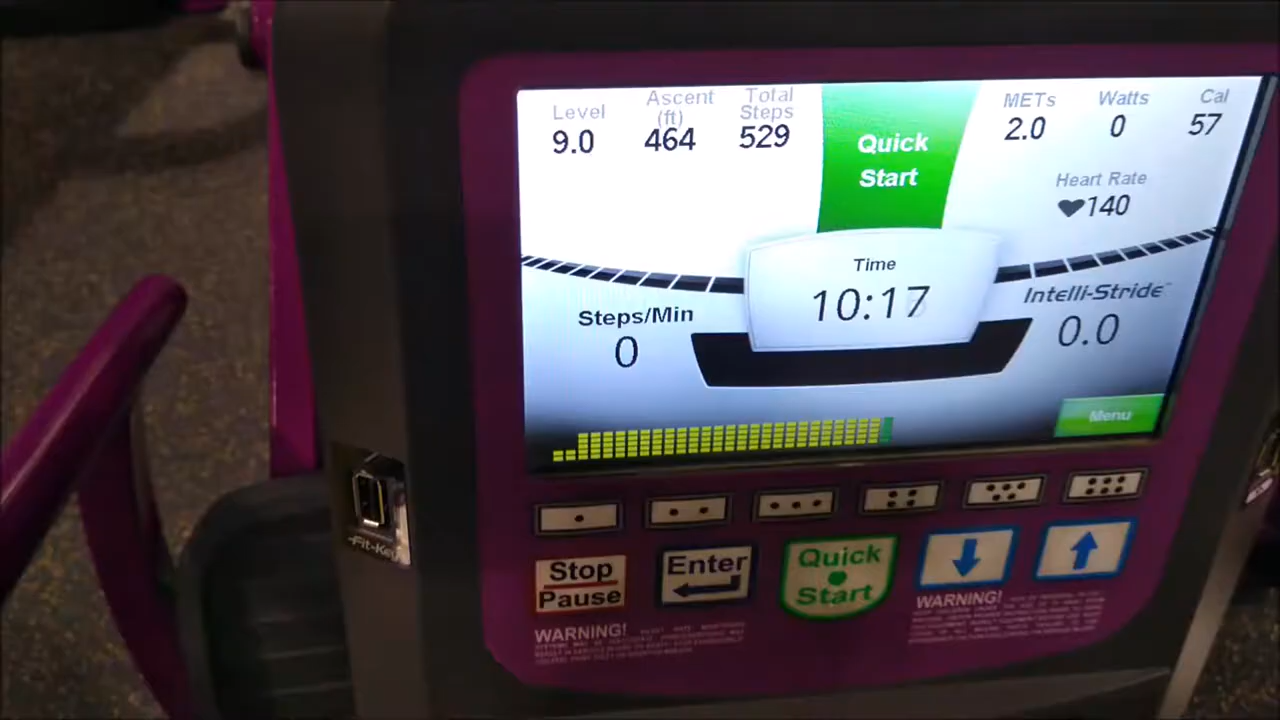 Level
9.0
Ascent
(ft)
464
Total
Steps
529
Quick
Start
METs
2.0
Watts
0
Cal
57
Heart Rate
140
Time
10:17
Steps/Min
0
Intelli-Stride™
0.0
Menu
Fit-Key
Stop
Pause
Enter
Quick
Start
WARNING!
WARNING!